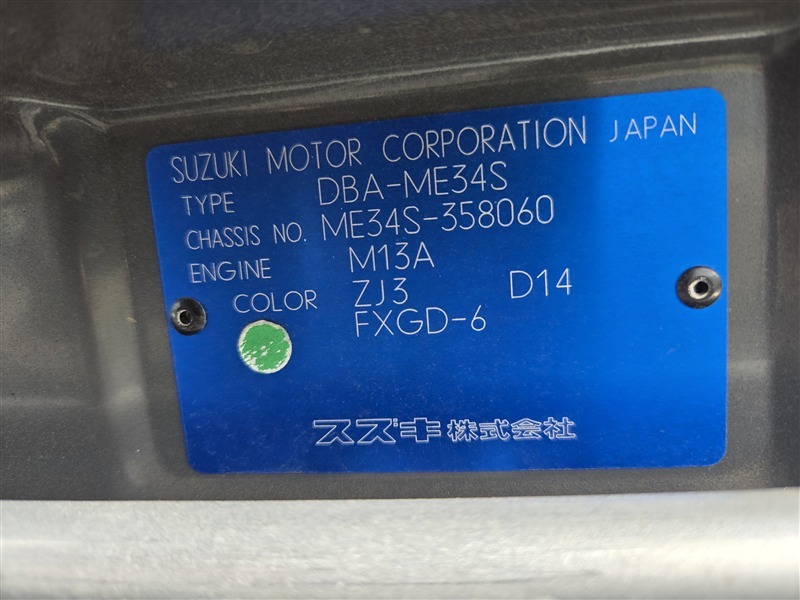 SUZUKI MOTOR CORPORATION JAPAN
TYPE DBA-ME34S
CHASSIS NO. ME34S-358060
ENGINE M13A
COLOR ZJ3 D14
FXGD-6
スズキ株式会社